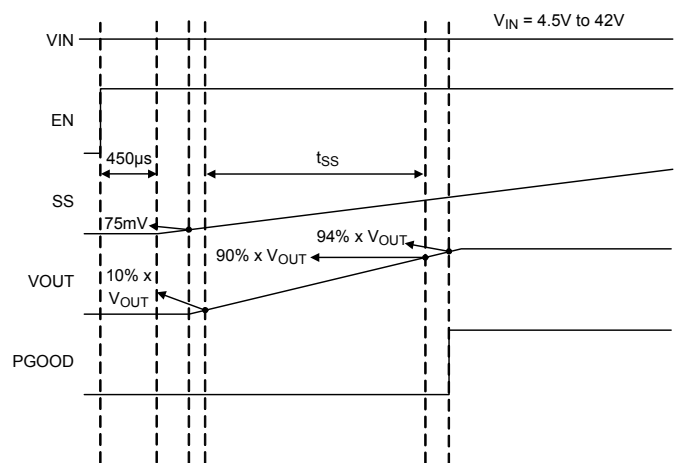 V_IN = 4.5V to 42V
VIN
EN
450µs
t_SS
SS
75mV
94% x V_OUT
90% x V_OUT
10% x
V_OUT
VOUT
PGOOD